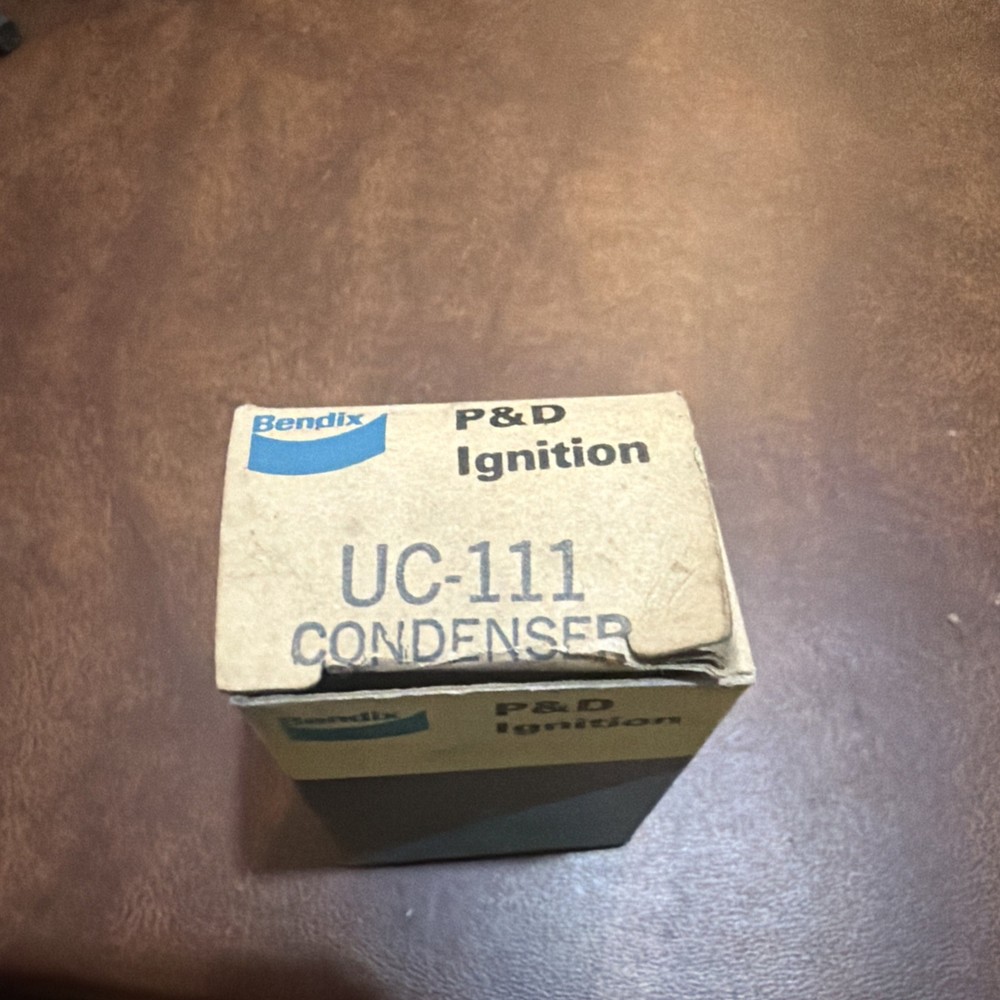 Bendix
P&D
Ignition
UC-111
CONDENSER
Bendix
P&D
Ignition